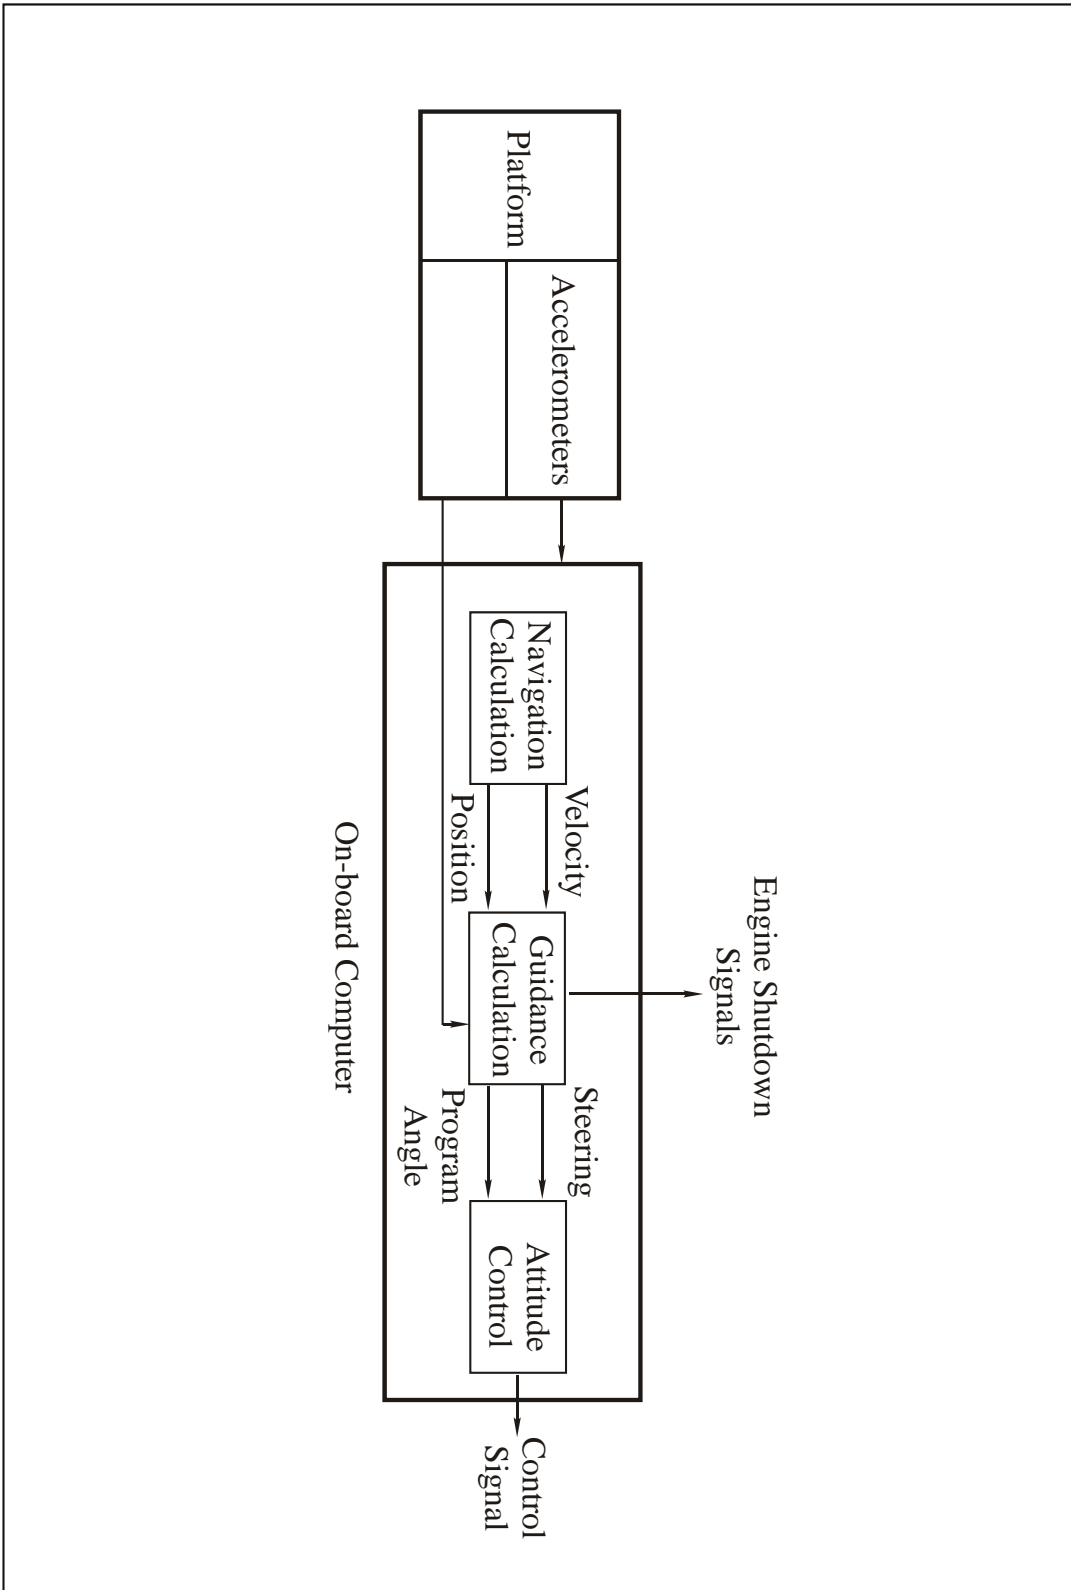 Engine Shutdown
Signals
Platform
Accelerometers
Navigation
Calculation
Velocity
Position
Guidance
Calculation
Steering
Program
Angle
Attitude
Control
Control
Signal
On-board Computer